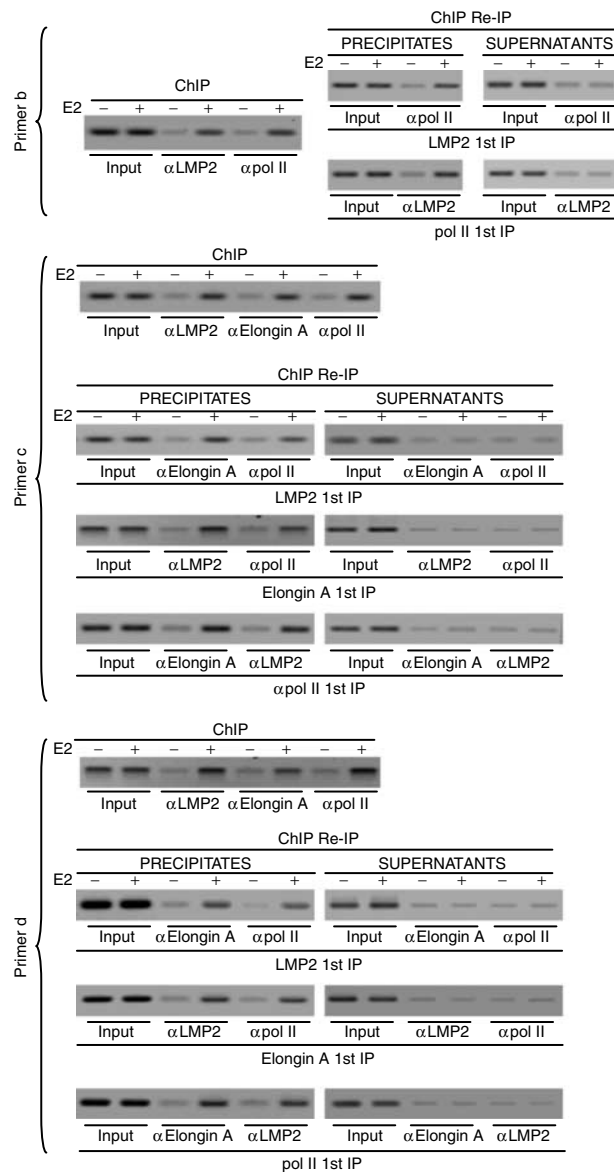 Primer b
ChIP
E2 – + – + – +
Input αLMP2 αpol II
ChIP Re-IP
PRECIPITATES SUPERNATANTS
E2 – + – + – + – +
Input αpol II Input αpol II
LMP2 1st IP
Input αLMP2 Input αLMP2
pol II 1st IP
Primer c
ChIP
E2 – + – + – + – +
Input αLMP2 αElongin A αpol II
ChIP Re-IP
PRECIPITATES SUPERNATANTS
E2 – + – + – + – + – + – +
Input αElongin A αpol II Input αElongin A αpol II
LMP2 1st IP
Input αLMP2 αpol II Input αLMP2 αpol II
Elongin A 1st IP
Input αElongin A αLMP2 Input αElongin A αLMP2
αpol II 1st IP
Primer d
ChIP
E2 – + – + – + – +
Input αLMP2 αElongin A αpol II
ChIP Re-IP
PRECIPITATES SUPERNATANTS
E2 – + – + – + – + – + – +
Input αElongin A αpol II Input αElongin A αpol II
LMP2 1st IP
Input αLMP2 αpol II Input αLMP2 αpol II
Elongin A 1st IP
Input αElongin A αLMP2 Input αElongin A αLMP2
pol II 1st IP